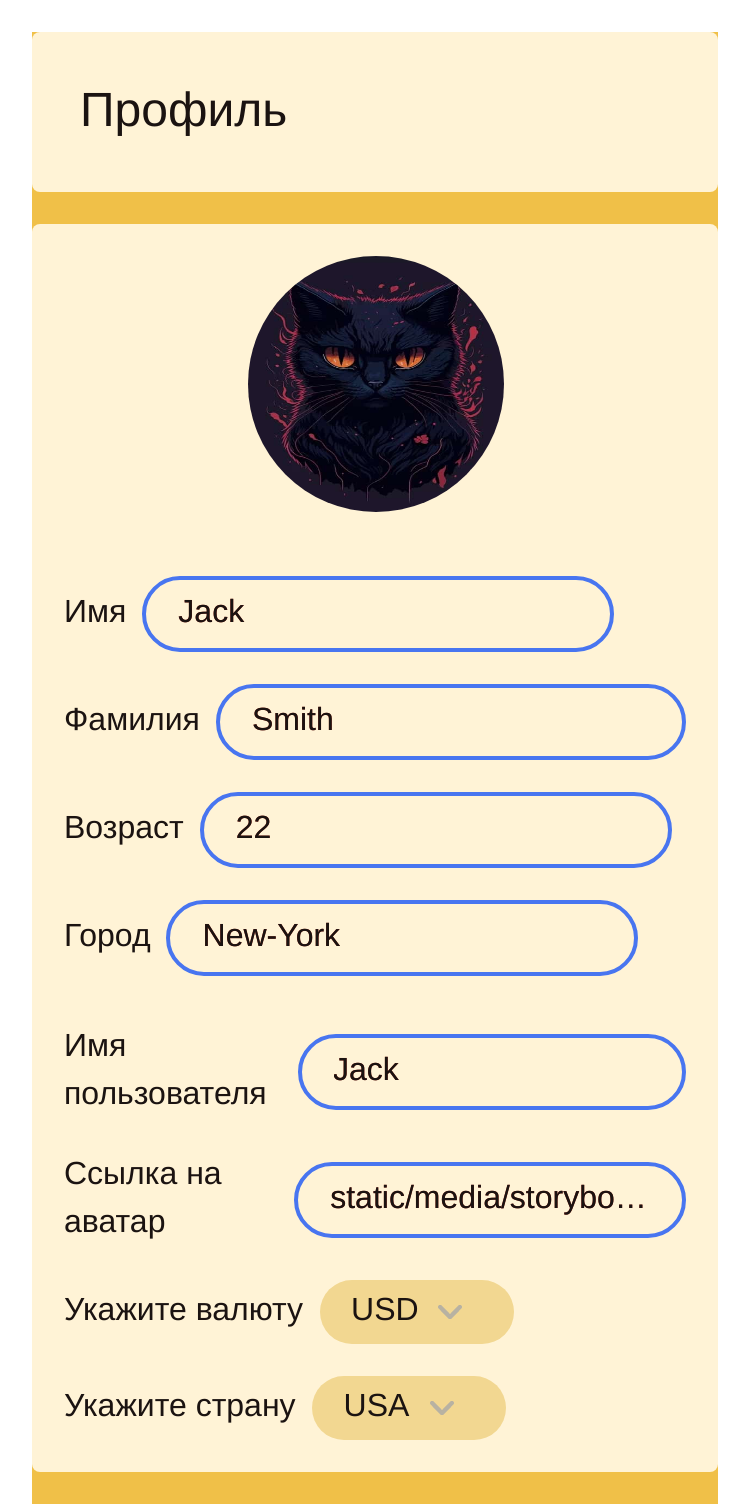 Профиль
Имя Jack
Фамилия Smith
Возраст 22
Город New-York
Имя
пользователя
Jack
Ссылка на
аватар
static/media/storybo…
Укажите валюту USD
Укажите страну USA